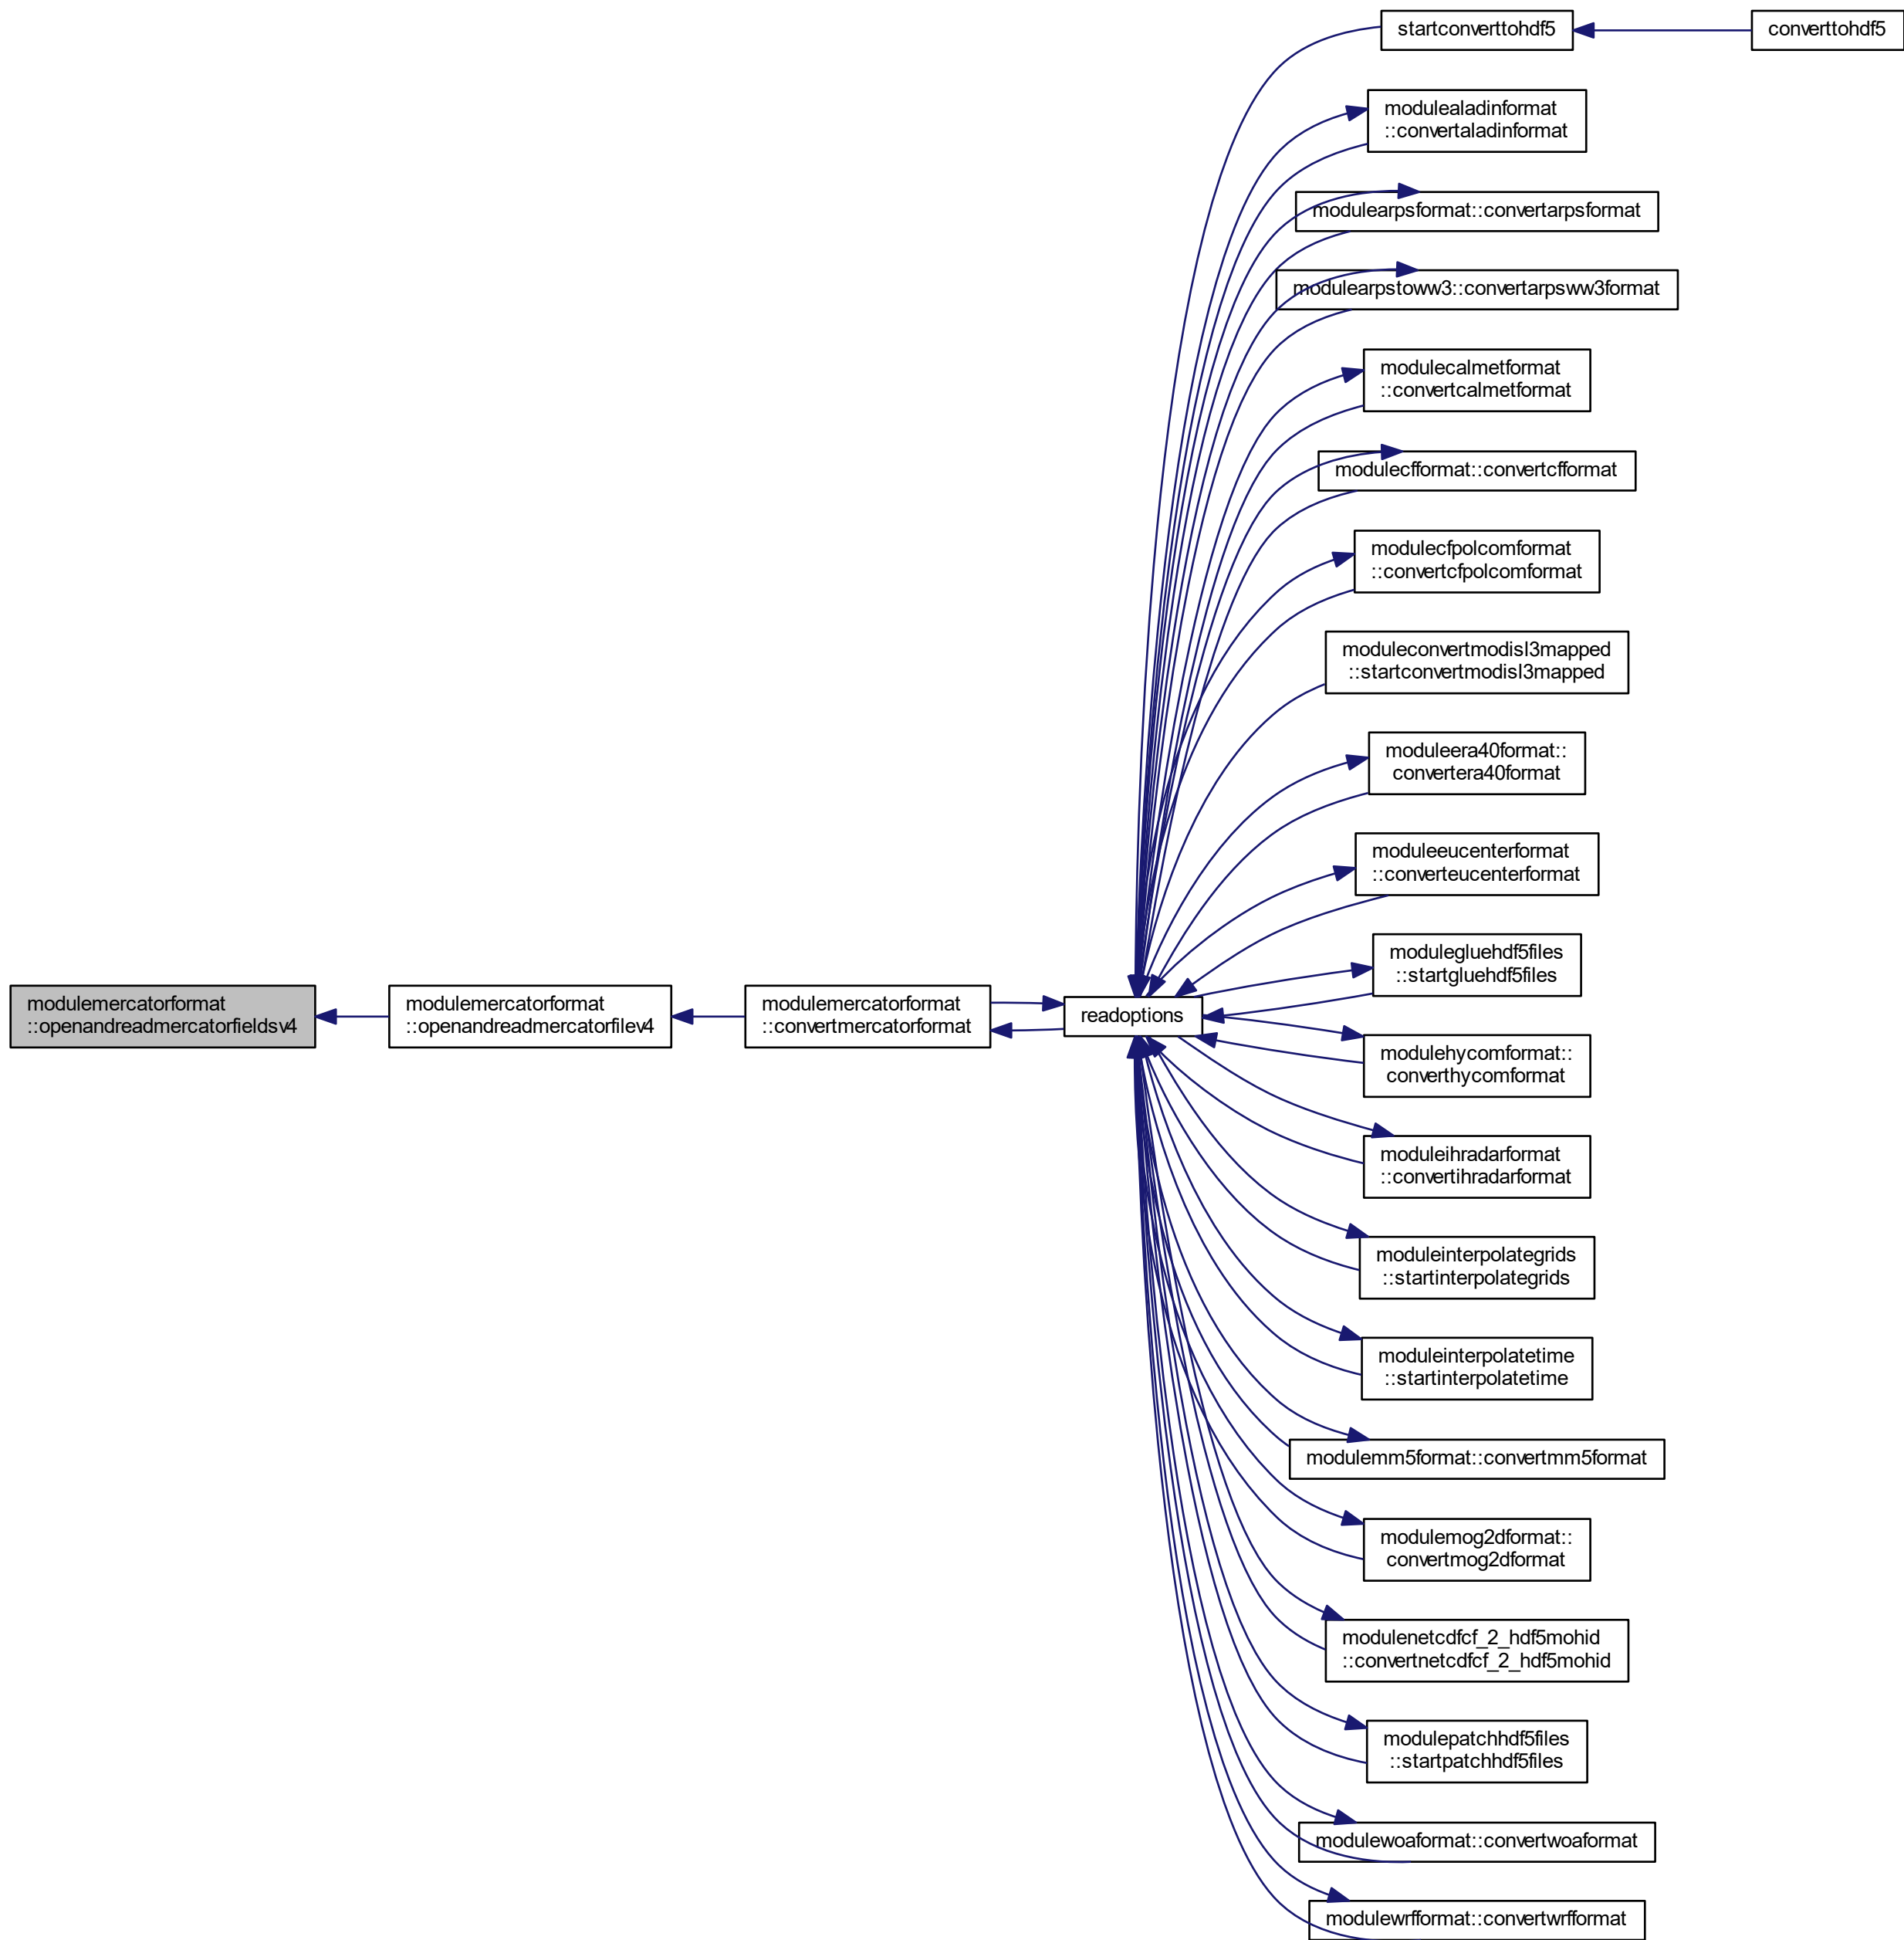 startconverttohdf5
converttohdf5
modulealadinformat
::convertaladinformat
modulearpsformat::convertarpsformat
modulearpstoww3::convertarpsww3format
modulecalmetformat
::convertcalmetformat
modulecfformat::convertcfformat
modulecfpolcomformat
::convertcfpolcomformat
moduleconvertmodisl3mapped
::startconvertmodisl3mapped
moduleera40format::
convertera40format
moduleeucenterformat
::converteucenterformat
modulegluehdf5files
::startgluehdf5files
modulemercatorformat
::openandreadmercatorfieldsv4
modulemercatorformat
::openandreadmercatorfilev4
modulemercatorformat
::convertmercatorformat
readoptions
modulehycomformat::
converthycomformat
moduleihradarformat
::convertihradarformat
moduleinterpolategrids
::startinterpolategrids
moduleinterpolatetime
::startinterpolatetime
modulemm5format::convertmm5format
modulemog2dformat::
convertmog2dformat
modulenetcdfcf_2_hdf5mohid
::convertnetcdfcf_2_hdf5mohid
modulepatchhdf5files
::startpatchhdf5files
modulewoaformat::convertwoaformat
modulewrfformat::convertwrfformat